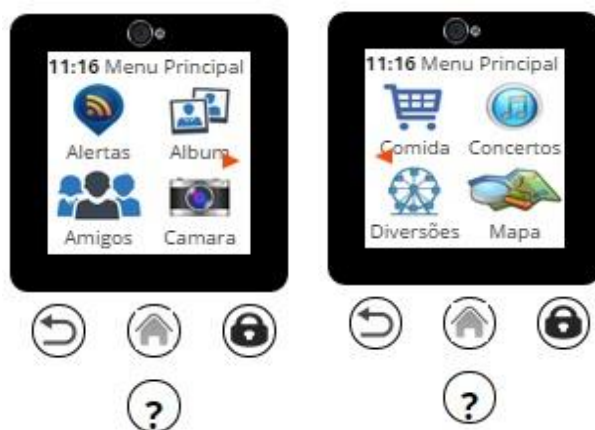 11:16 Menu Principal
Alertas Album
Amigos Camara
?
11:16 Menu Principal
Comida Concertos
Diversões Mapa
?